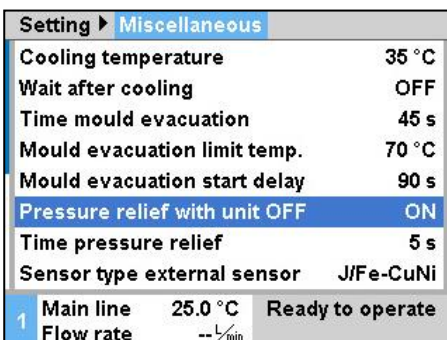 Setting ▶ Miscellaneous
Cooling temperature 35 °C
Wait after cooling OFF
Time mould evacuation 45 s
Mould evacuation limit temp. 70 °C
Mould evacuation start delay 90 s
Pressure relief with unit OFF ON
Time pressure relief 5 s
Sensor type external sensor J/Fe-CuNi
1 Main line 25.0 °C Ready to operate
Flow rate -- L/min